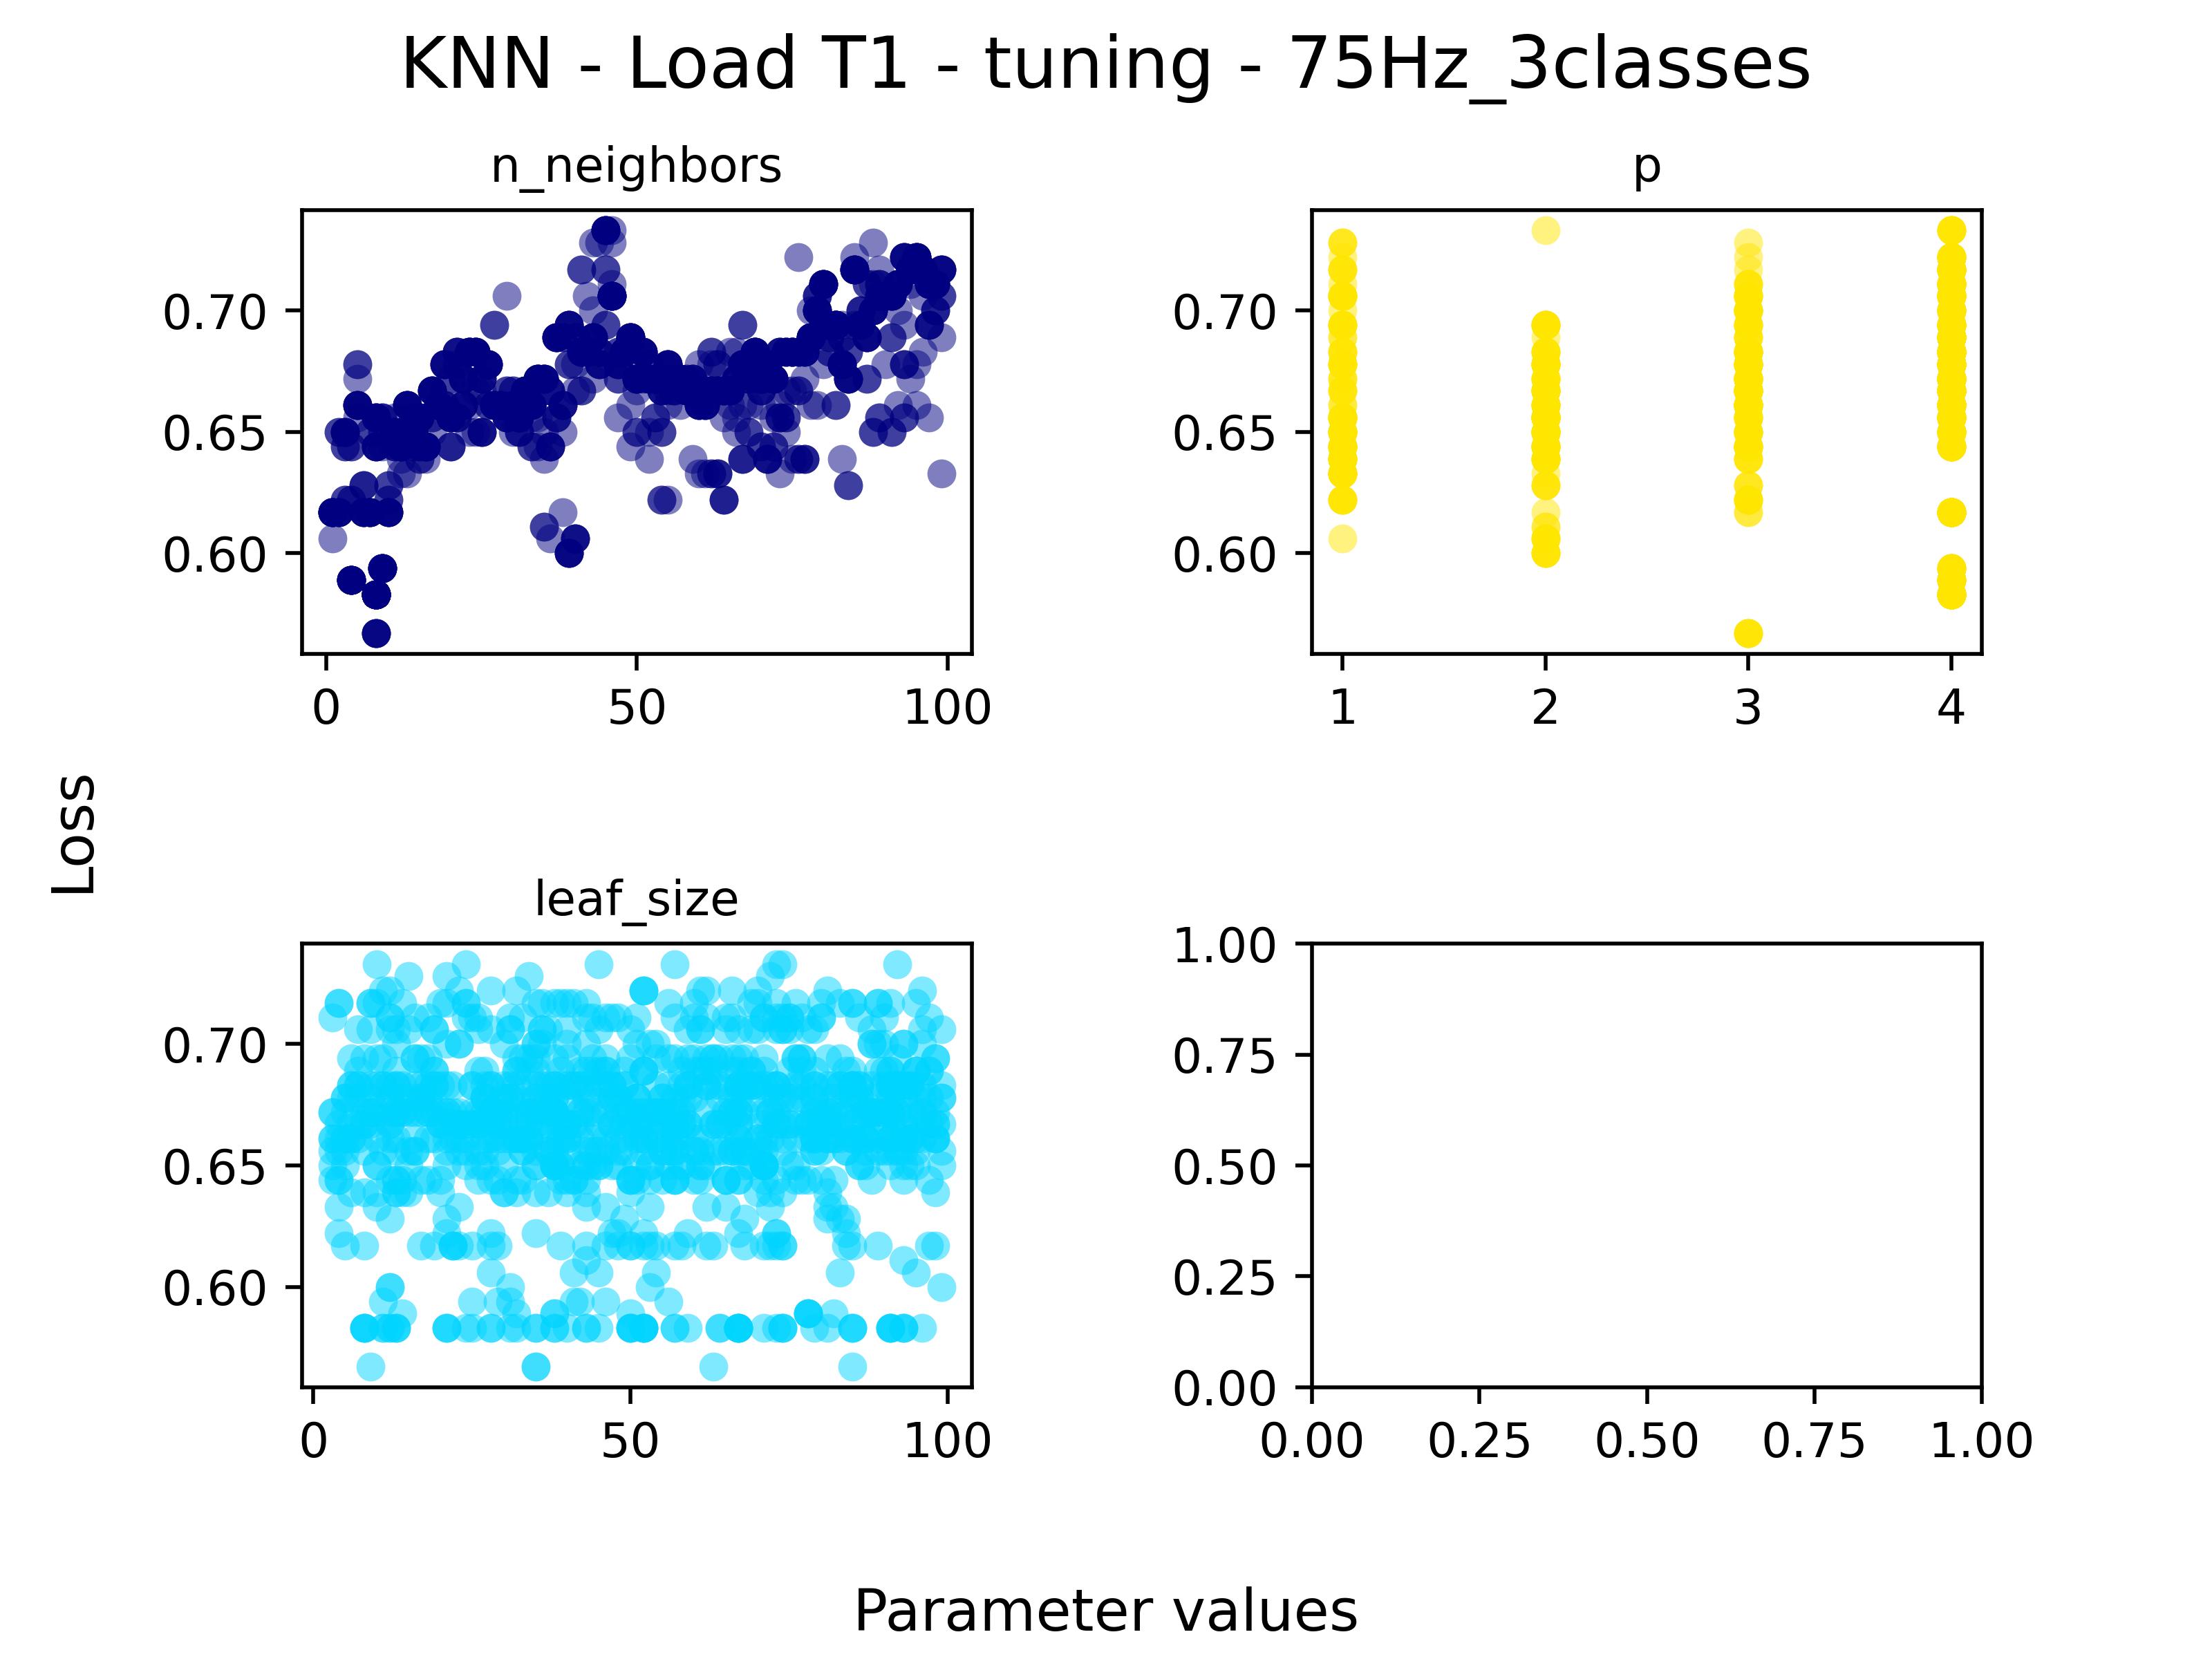 KNN - Load T1 - tuning - 75Hz_3classes
n_neighbors
0.70
0.65
0.60
0 50 100
p
0.70
0.65
0.60
1 2 3 4
Loss
leaf_size
0.70
0.65
0.60
0 50 100
1.00
0.75
0.50
0.25
0.00
0.00 0.25 0.50 0.75 1.00
Parameter values